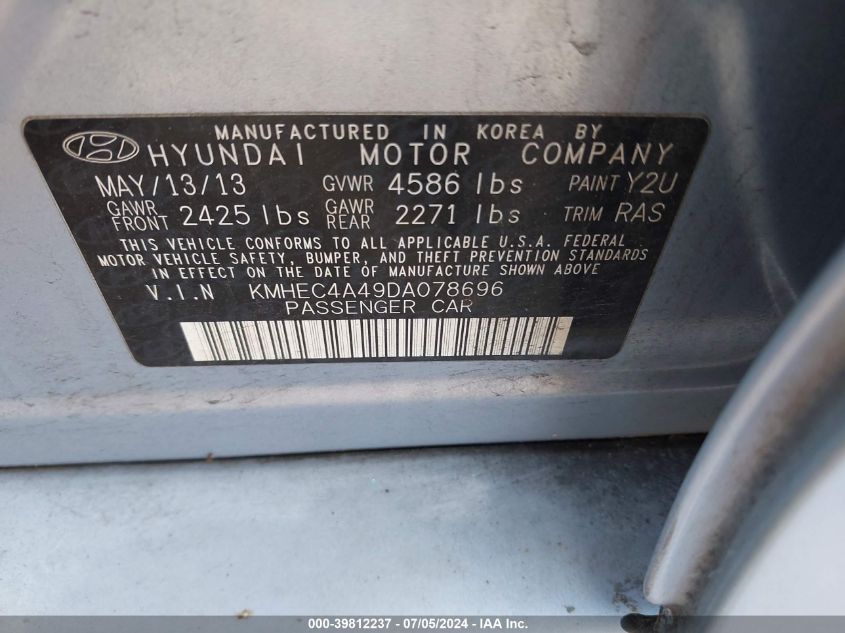 MANUFACTURED IN KOREA BY
HYUNDAI MOTOR COMPANY
MAY/13/13 GVWR 4586 lbs PAINT Y2U
GAWR FRONT 2425 lbs GAWR REAR 2271 lbs TRIM RAS
THIS VEHICLE CONFORMS TO ALL APPLICABLE U.S.A. FEDERAL
MOTOR VEHICLE SAFETY, BUMPER, AND THEFT PREVENTION STANDARDS
IN EFFECT ON THE DATE OF MANUFACTURE SHOWN ABOVE
V.I.N KMHEC4A49DA078696
PASSENGER CAR
000-39812237 - 07/05/2024 - IAA Inc.